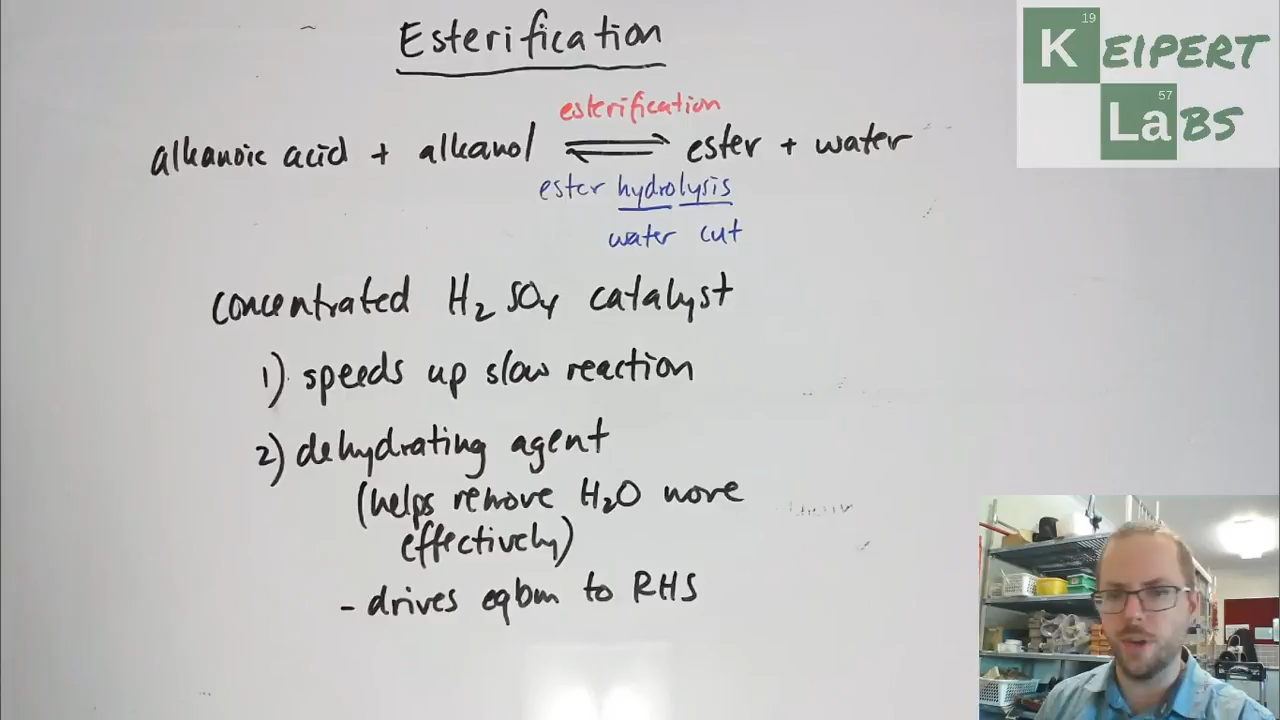 Esterification
19
KEIPERT
57
LaBS
esterification
alkanoic acid + alkanol ⇌ ester + water
ester hydrolysis
water cut
concentrated H₂SO₄ catalyst
1) speeds up slow reaction
2) dehydrating agent
(helps remove H₂O more
effectively)
- drives eqbm to RHS